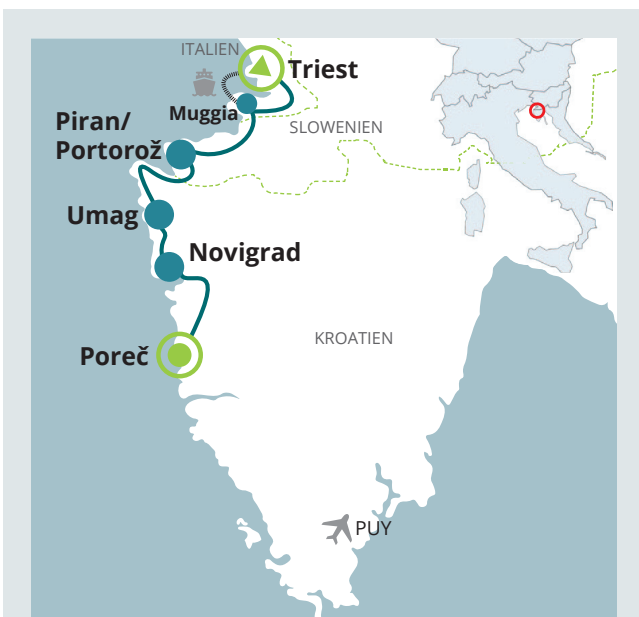 ITALIEN
Triest
Muggia
Piran/
Portorož
SLOWENIEN
Umag
Novigrad
KROATIEN
Poreč
PUY